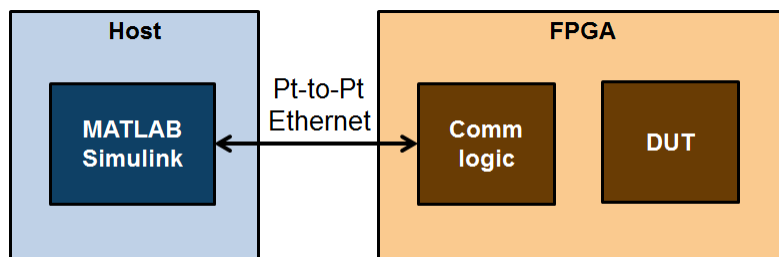 Host
FPGA
Pt-to-Pt
Ethernet
MATLAB
Simulink
Comm
logic
DUT